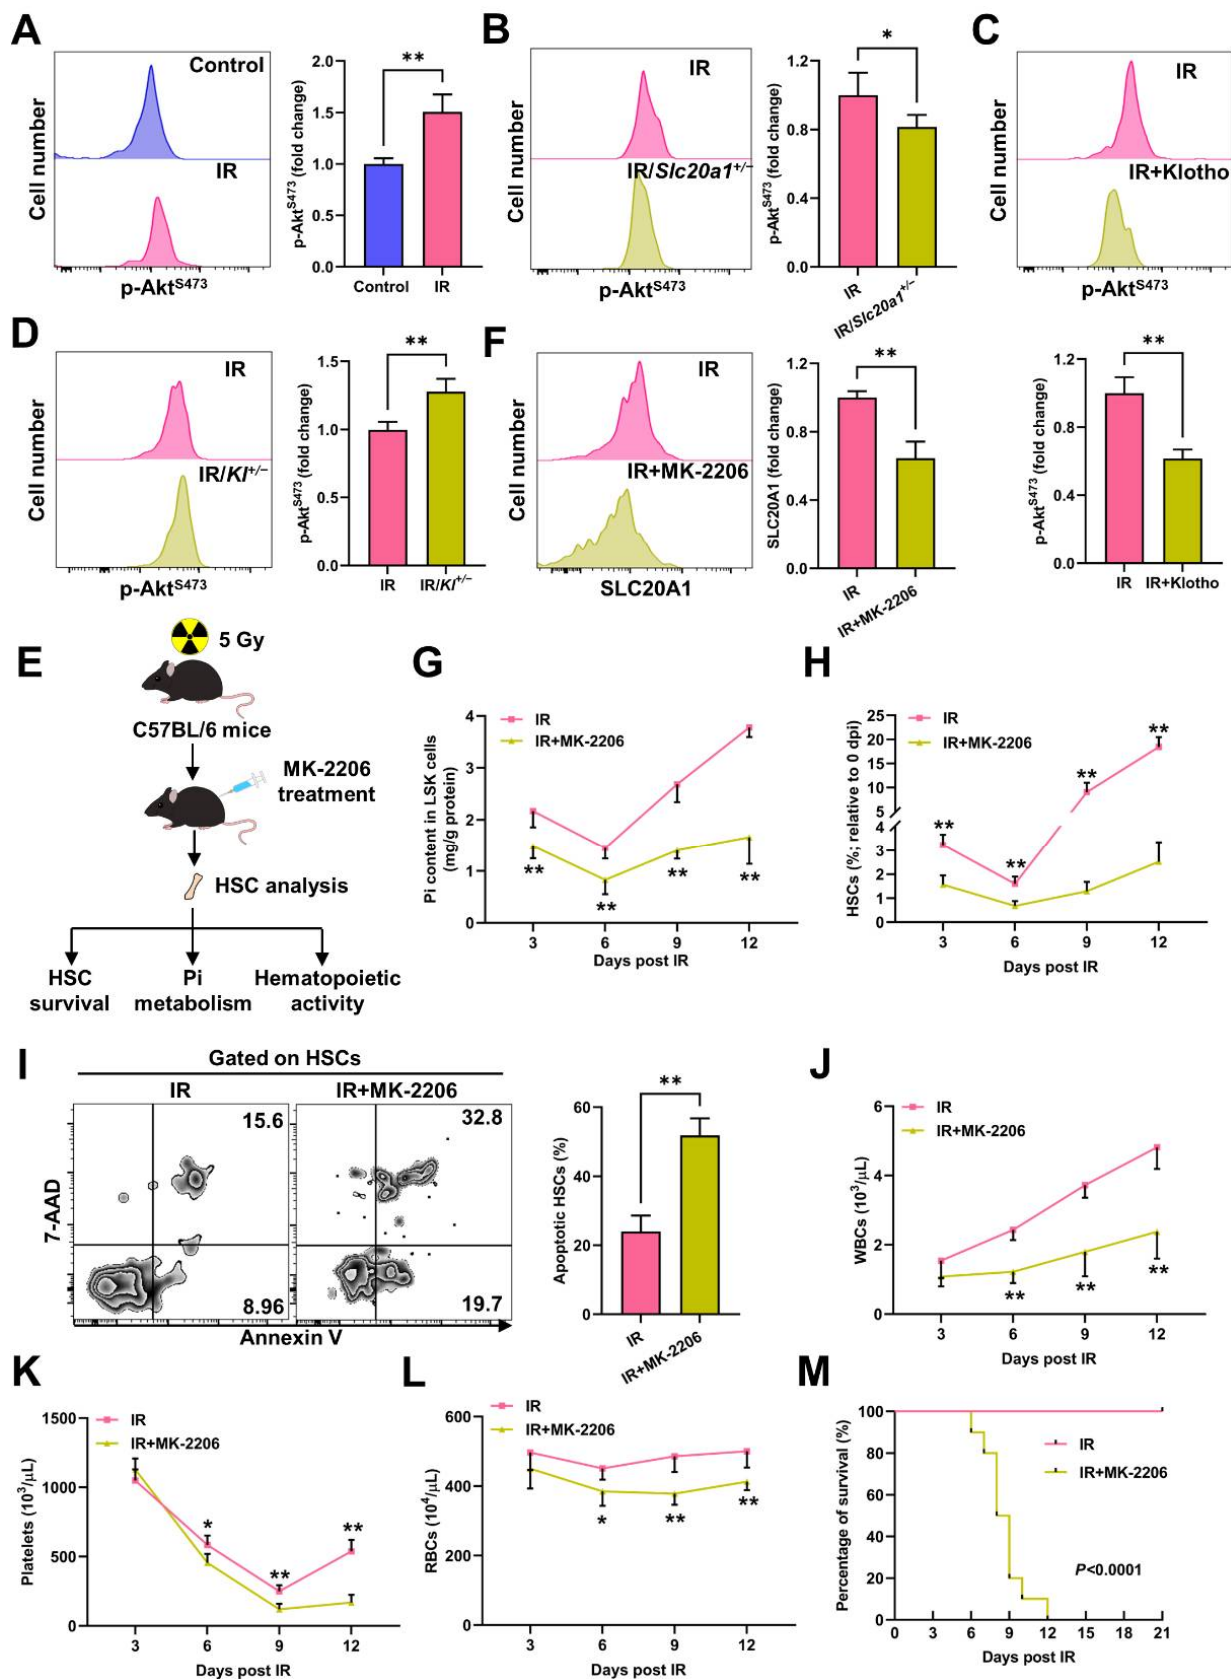 A
Control
IR
Cell number
p-Akt^S473
p-Akt^S473 (fold change)
2.0
1.5
1.0
0.5
0.0
**
Control IR
B
IR
IR/Slc20a1+/−
Cell number
p-Akt^S473
p-Akt^S473 (fold change)
1.2
0.8
0.4
0.0
*
IR
IR/Slc20a1+/−
C
IR
IR+Klotho
Cell number
p-Akt^S473
p-Akt^S473 (fold change)
1.2
0.8
0.4
0.0
**
IR IR+Klotho
D
IR
IR/Kl+/−
Cell number
p-Akt^S473
p-Akt^S473 (fold change)
1.5
1.0
0.5
0.0
**
IR IR/Kl+/−
F
IR
IR+MK-2206
Cell number
SLC20A1
SLC20A1 (fold change)
1.2
0.8
0.4
0.0
**
IR
IR+MK-2206
E
5 Gy
C57BL/6 mice
MK-2206
treatment
HSC analysis
HSC
survival
Pi
metabolism
Hematopoietic
activity
G
IR
IR+MK-2206
Pi content in LSK cells
(mg/g protein)
4
3
2
1
0
** ** ** **
3 6 9 12
Days post IR
H
IR
IR+MK-2206
HSCs (%; relative to 0 dpi)
25
20
15
10
5
4
3
2
1
0
** ** ** **
3 6 9 12
Days post IR
I
Gated on HSCs
IR IR+MK-2206
15.6 32.8
8.96 19.7
7-AAD
Annexin V
Apoptotic HSCs (%)
60
40
20
0
**
IR
IR+MK-2206
J
IR
IR+MK-2206
WBCs (10^3/μL)
6
4
2
0
** ** **
3 6 9 12
Days post IR
K
IR
IR+MK-2206
Platelets (10^3/μL)
1500
1000
500
0
* ** **
3 6 9 12
Days post IR
L
IR
IR+MK-2206
RBCs (10^4/μL)
600
400
200
0
* ** **
3 6 9 12
Days post IR
M
IR
IR+MK-2206
Percentage of survival (%)
100
80
60
40
20
0
P<0.0001
0 3 6 9 12 15 18 21
Days post IR